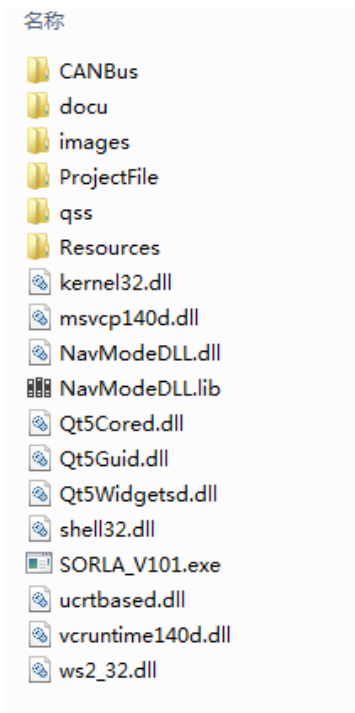 名称
CANBus
docu
images
ProjectFile
qss
Resources
kernel32.dll
msvcp140d.dll
NavModeDLL.dll
NavModeDLL.lib
Qt5Cored.dll
Qt5Guid.dll
Qt5Widgetsd.dll
shell32.dll
SORLA_V101.exe
ucrtbased.dll
vcruntime140d.dll
ws2_32.dll